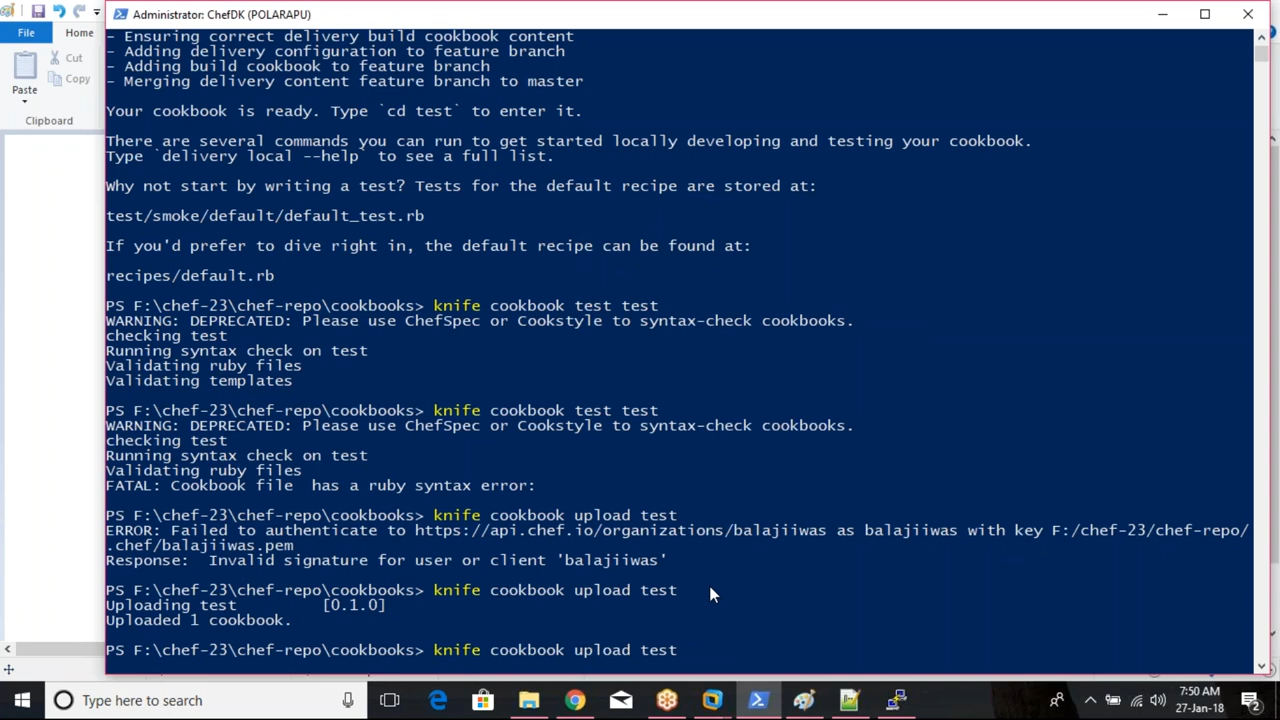 Administrator: ChefDK (POLARAPU)
File
Home
Cut
Copy
Paste
Clipboard
- Ensuring correct delivery build cookbook content
- Adding delivery configuration to feature branch
- Adding build cookbook to feature branch
- Merging delivery content feature branch to master
Your cookbook is ready. Type `cd test` to enter it.
There are several commands you can run to get started locally developing and testing your cookbook.
Type `delivery local --help` to see a full list.
Why not start by writing a test? Tests for the default recipe are stored at:
test/smoke/default/default_test.rb
If you'd prefer to dive right in, the default recipe can be found at:
recipes/default.rb
PS F:\chef-23\chef-repo\cookbooks> knife cookbook test test
WARNING: DEPRECATED: Please use ChefSpec or Cookstyle to syntax-check cookbooks.
checking test
Running syntax check on test
Validating ruby files
Validating templates
PS F:\chef-23\chef-repo\cookbooks> knife cookbook test test
WARNING: DEPRECATED: Please use ChefSpec or Cookstyle to syntax-check cookbooks.
checking test
Running syntax check on test
Validating ruby files
FATAL: Cookbook file  has a ruby syntax error:
PS F:\chef-23\chef-repo\cookbooks> knife cookbook upload test
ERROR: Failed to authenticate to https://api.chef.io/organizations/balajiiwas as balajiiwas with key F:/chef-23/chef-repo/
.chef/balajiiwas.pem
Response:  Invalid signature for user or client 'balajiiwas'
PS F:\chef-23\chef-repo\cookbooks> knife cookbook upload test
Uploading test         [0.1.0]
Uploaded 1 cookbook.
PS F:\chef-23\chef-repo\cookbooks> knife cookbook upload test
Type here to search
7:50 AM
27-Jan-18
2